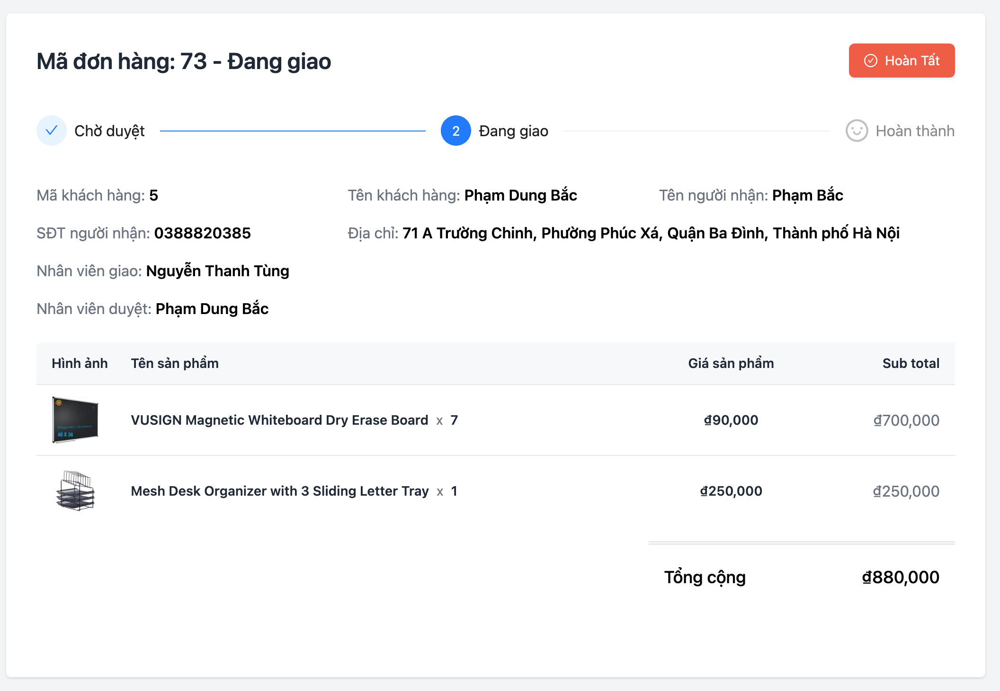 Mã đơn hàng: 73 - Đang giao
Hoàn Tất
Chờ duyệt
2 Đang giao
Hoàn thành
Mã khách hàng: 5
Tên khách hàng: Phạm Dung Bắc
Tên người nhận: Phạm Bắc
SĐT người nhận: 0388820385
Địa chỉ: 71 A Trường Chinh, Phường Phúc Xá, Quận Ba Đình, Thành phố Hà Nội
Nhân viên giao: Nguyễn Thanh Tùng
Nhân viên duyệt: Phạm Dung Bắc
Hình ảnh Tên sản phẩm Giá sản phẩm Sub total
Magnetic Chalkboard
48 X 36
VUSIGN Magnetic Whiteboard Dry Erase Board x 7 ₫90,000 ₫700,000
Mesh Desk Organizer with 3 Sliding Letter Tray x 1 ₫250,000 ₫250,000
Tổng cộng ₫880,000